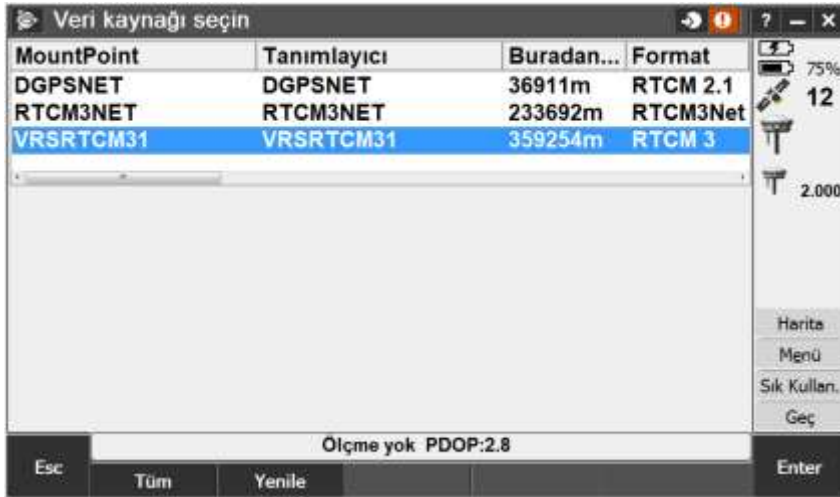 Veri kaynağı seçin ? – ×
MountPoint Tanımlayıcı Buradan... Format
DGPSNET DGPSNET 36911m RTCM 2.1
RTCM3NET RTCM3NET 233692m RTCM3Net
VRSRTCM31 VRSRTCM31 359254m RTCM 3
75%
12
2.000
Harita
Menü
Sık Kullan.
Geç
Ölçme yok PDOP:2.8
Esc Tüm Yenile Enter